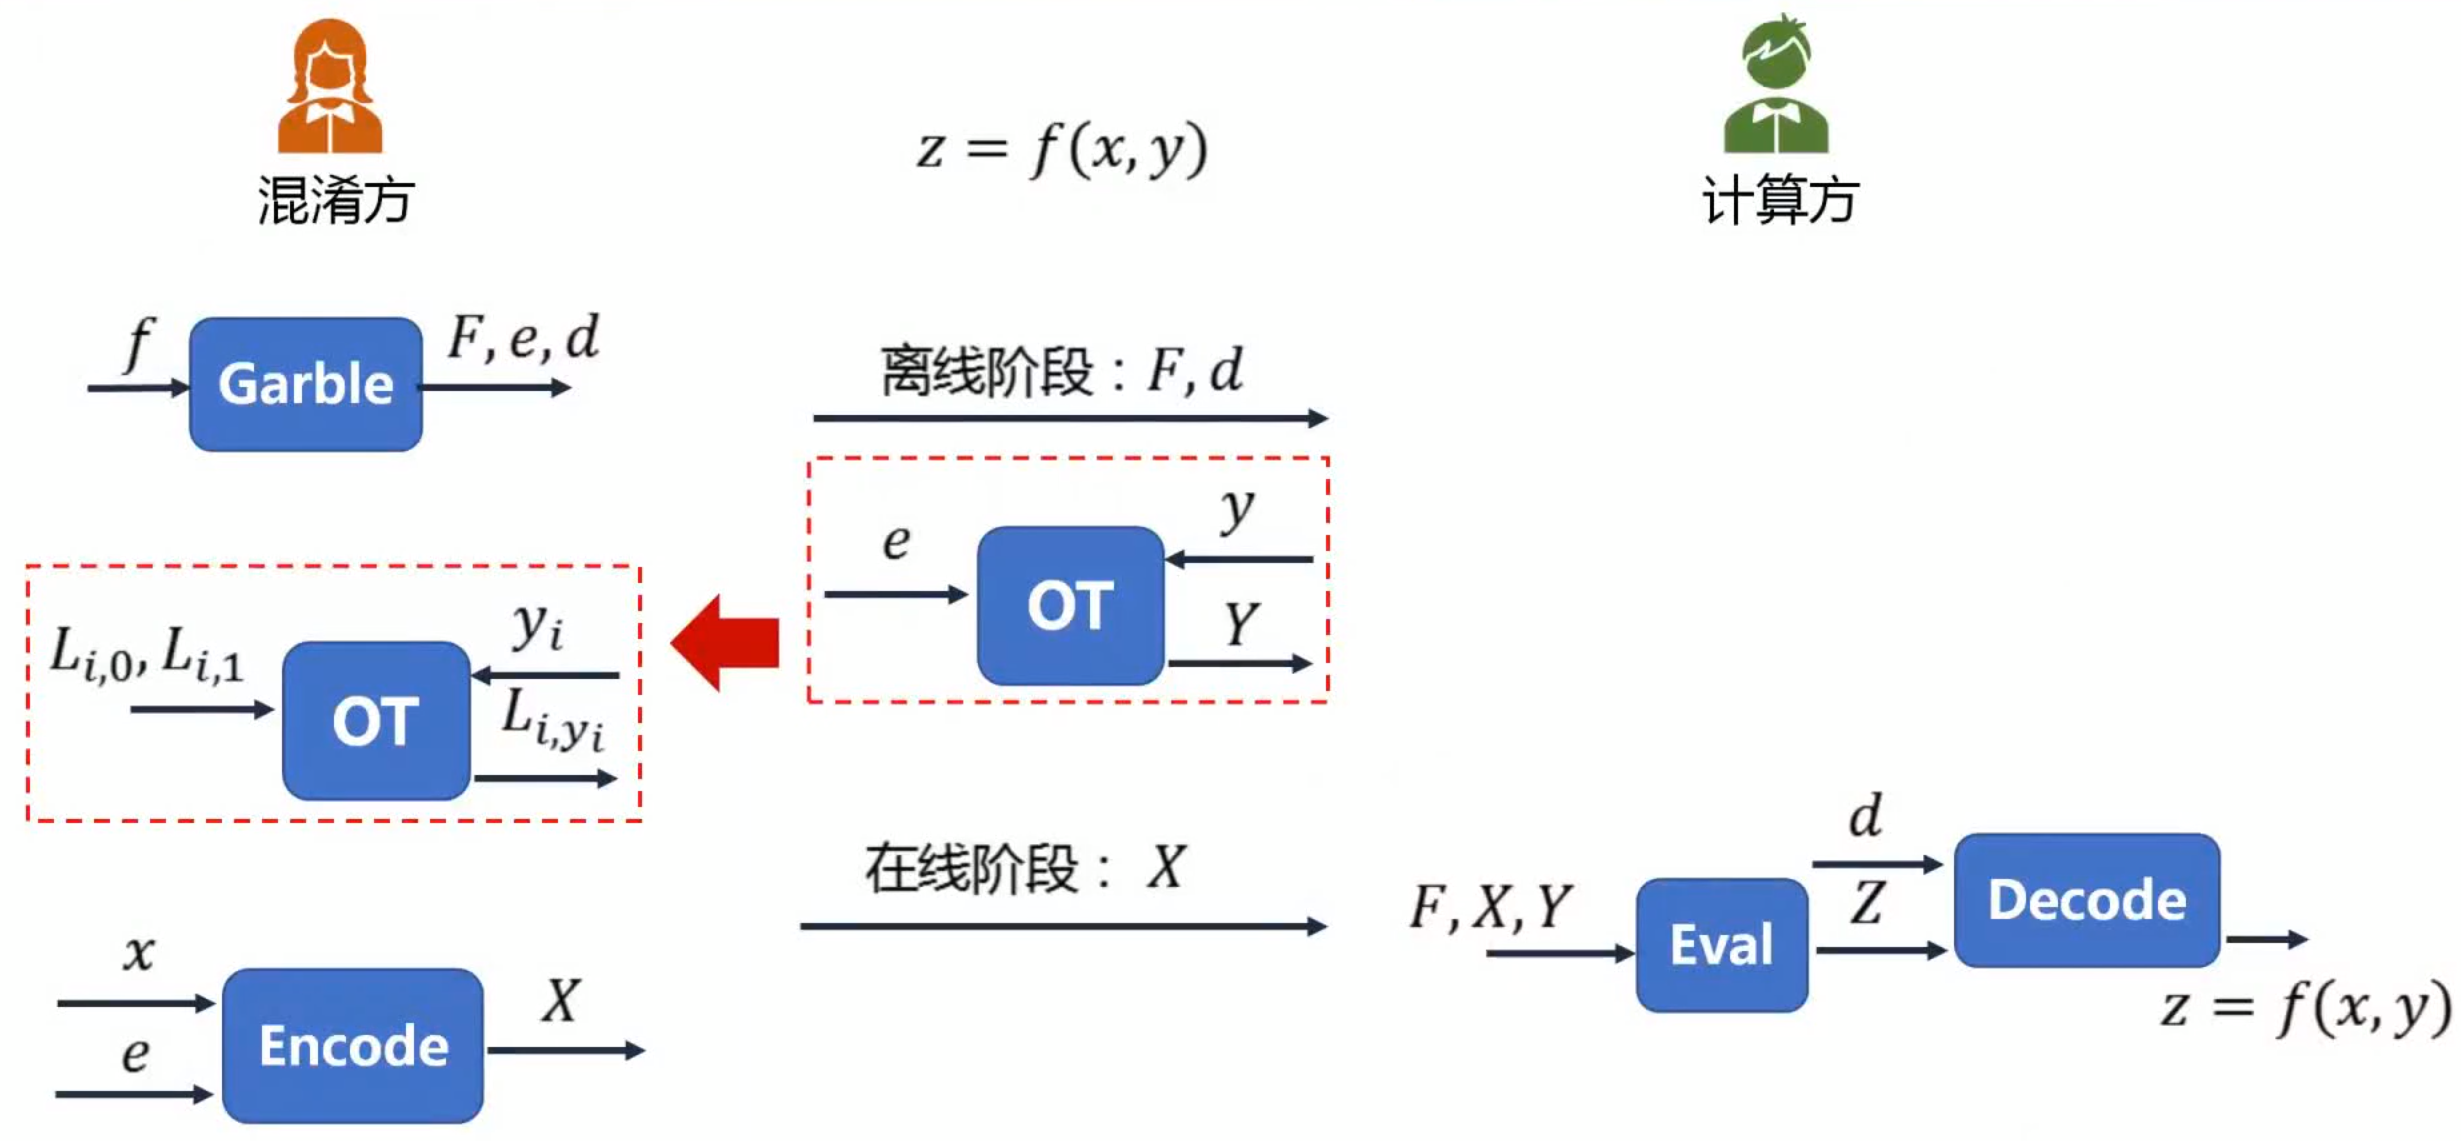 z = f(x, y)
混淆方
计算方
f
Garble
F, e, d
离线阶段：F, d
e
OT
y
Y
L_{i,0}, L_{i,1}
OT
y_i
L_{i,y_i}
在线阶段： X
x
e
Encode
X
F, X, Y
Eval
d
Z
Decode
z = f(x, y)